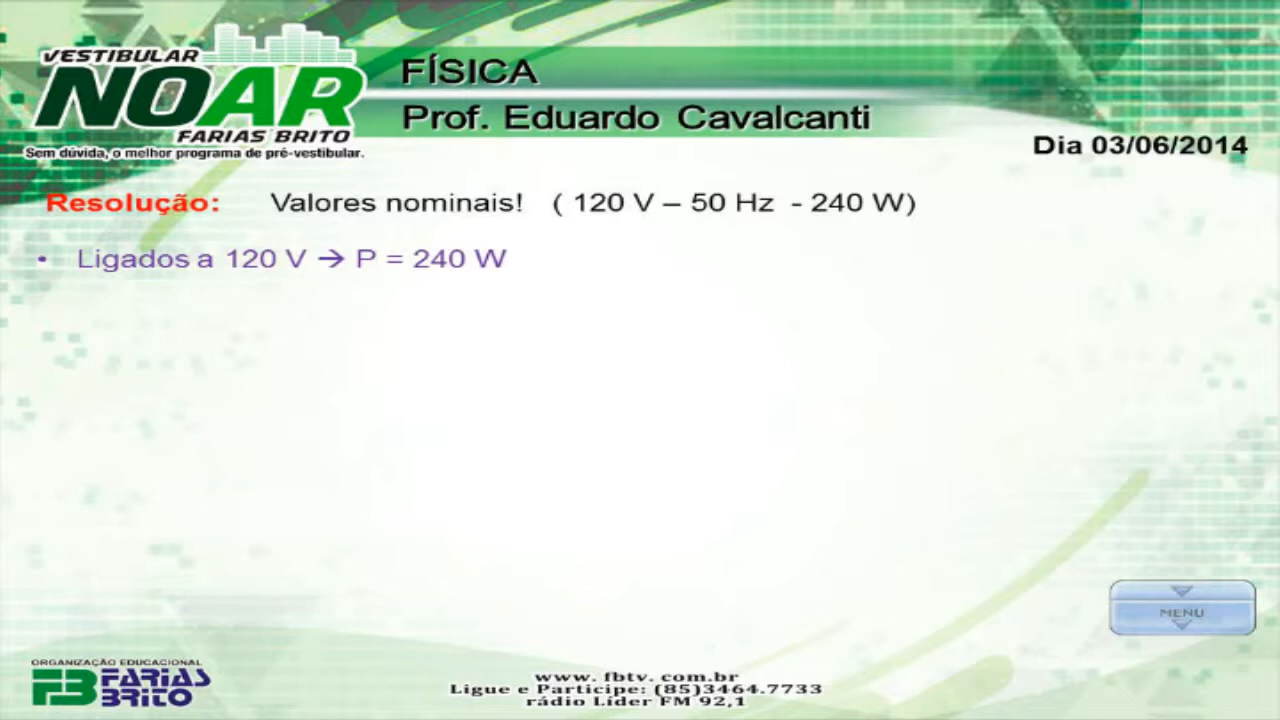 VESTIBULAR
NOAR
FARIAS BRITO
Sem dúvida, o melhor programa de pré-vestibular.
FÍSICA
Prof. Eduardo Cavalcanti
Dia 03/06/2014
Resolução: Valores nominais! ( 120 V – 50 Hz - 240 W)
• Ligados a 120 V → P = 240 W
MENU
ORGANIZAÇÃO EDUCACIONAL
FB FARIAS
BRITO
www. fbtv. com.br
Ligue e Participe: (85)3464.7733
rádio Líder FM 92,1